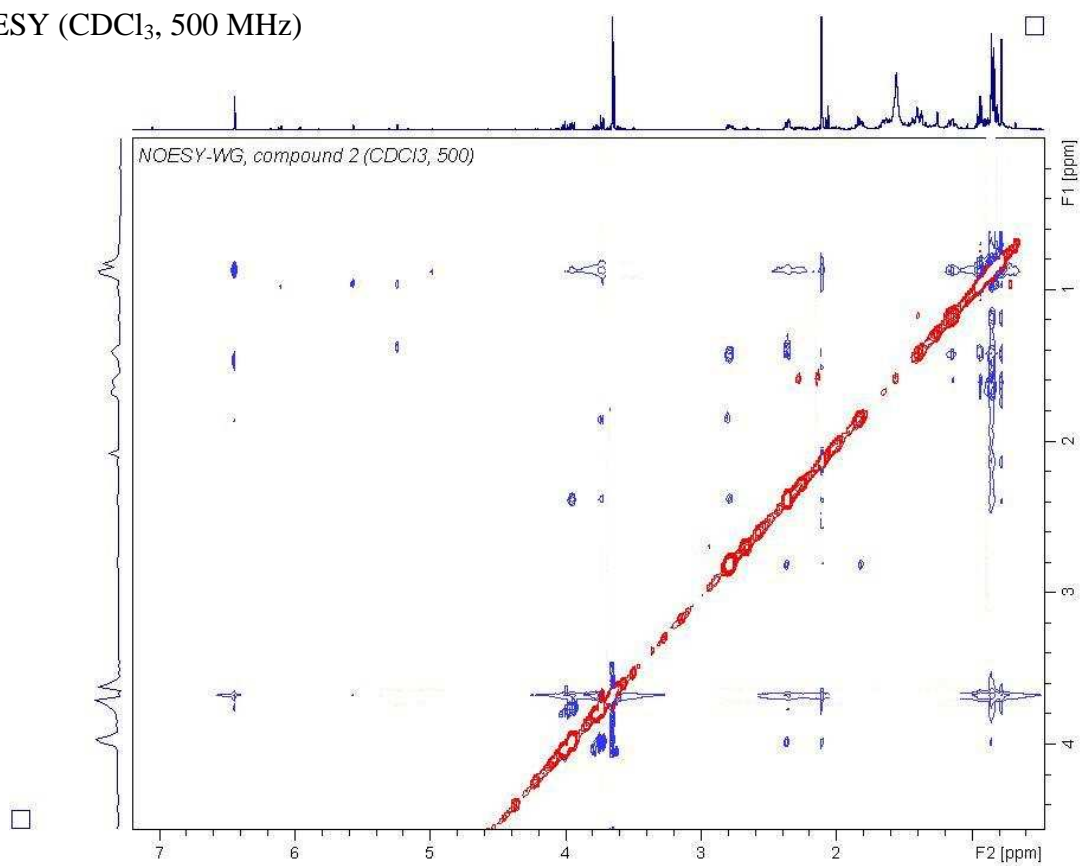 ESY (CDCl₃, 500 MHz)
NOESY-WG, compound 2 (CDCl3, 500)
F1 [ppm]
1
2
3
4
7 6 5 4 3 2 F2 [ppm]